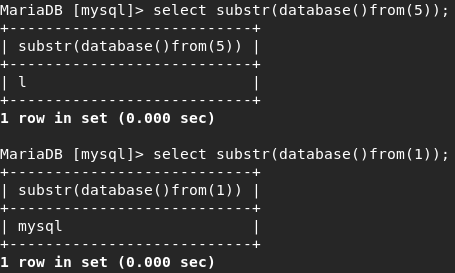 MariaDB [mysql]> select substr(database()from(5));
+---------------------------+
| substr(database()from(5)) |
+---------------------------+
| l                         |
+---------------------------+
1 row in set (0.000 sec)

MariaDB [mysql]> select substr(database()from(1));
+---------------------------+
| substr(database()from(1)) |
+---------------------------+
| mysql                     |
+---------------------------+
1 row in set (0.000 sec)